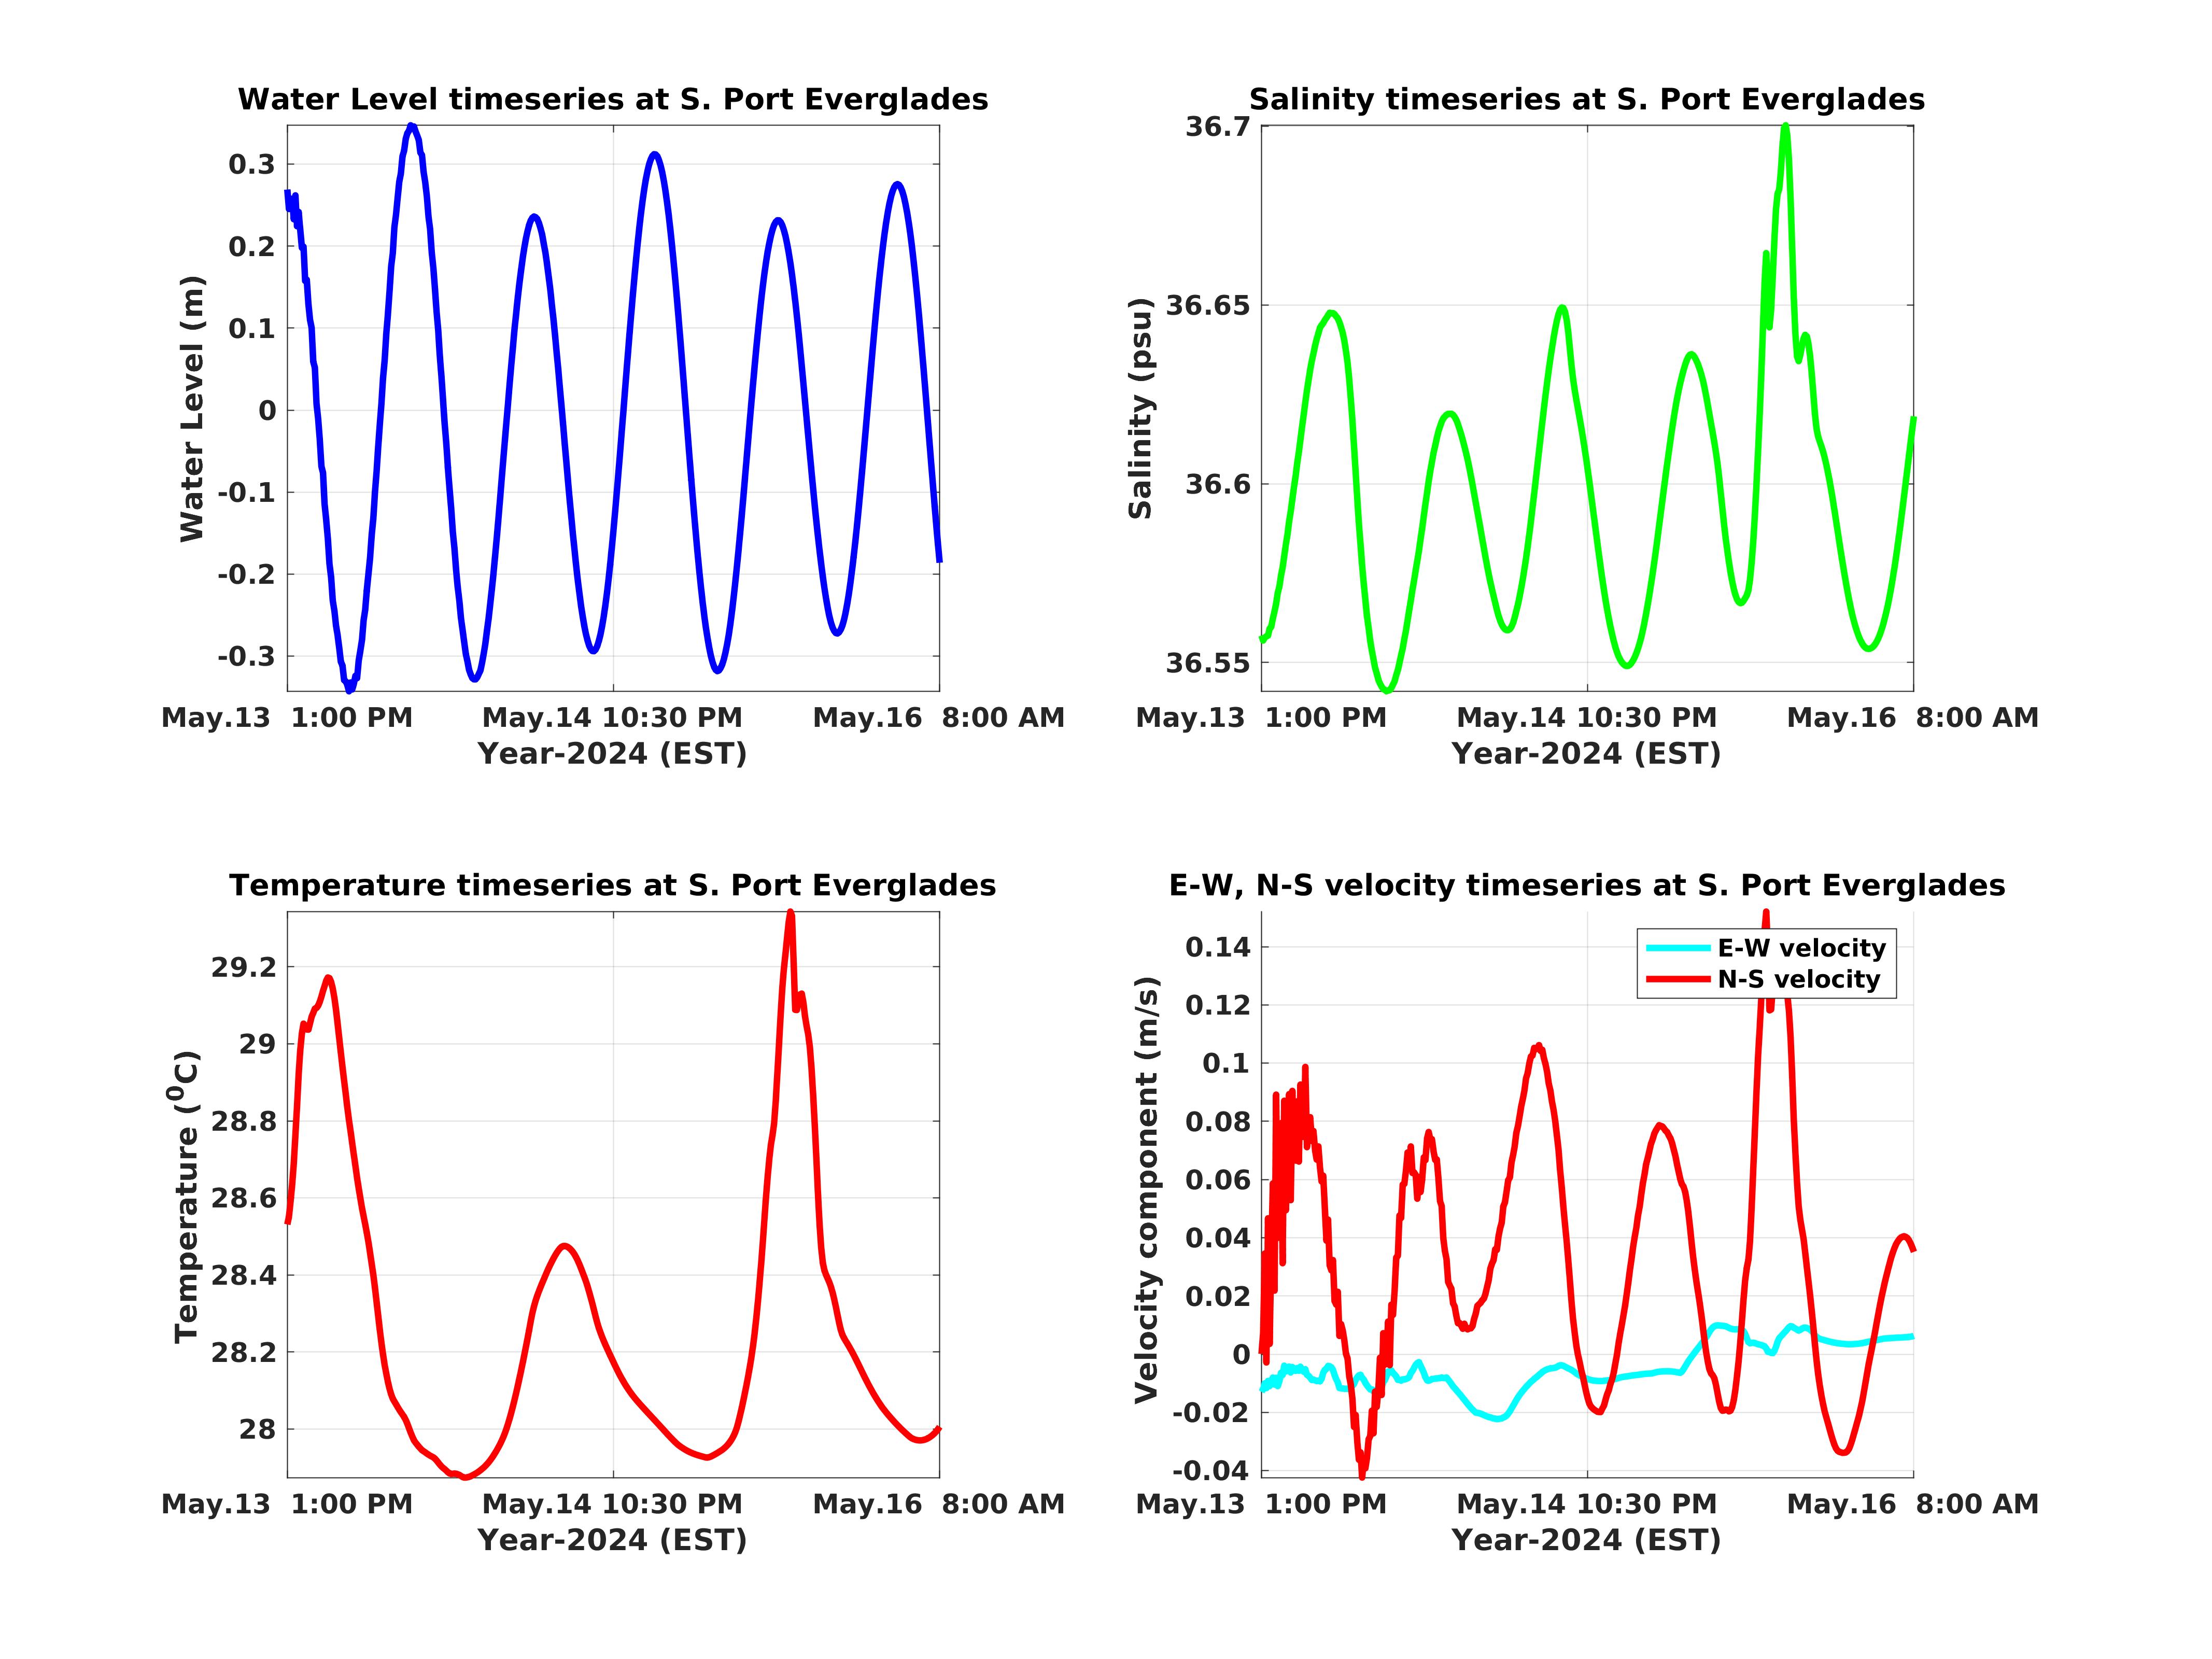 Water Level timeseries at S. Port Everglades
0.3
0.2
0.1
0
-0.1
-0.2
-0.3
Water Level (m)
May.13 1:00 PM May.14 10:30 PM May.16 8:00 AM
Year-2024 (EST)
Salinity timeseries at S. Port Everglades
36.7
36.65
36.6
36.55
Salinity (psu)
May.13 1:00 PM May.14 10:30 PM May.16 8:00 AM
Year-2024 (EST)
Temperature timeseries at S. Port Everglades
29.2
29
28.8
28.6
28.4
28.2
28
Temperature (⁰C)
May.13 1:00 PM May.14 10:30 PM May.16 8:00 AM
Year-2024 (EST)
E-W, N-S velocity timeseries at S. Port Everglades
E-W velocity
N-S velocity
0.14
0.12
0.1
0.08
0.06
0.04
0.02
0
-0.02
-0.04
Velocity component (m/s)
May.13 1:00 PM May.14 10:30 PM May.16 8:00 AM
Year-2024 (EST)